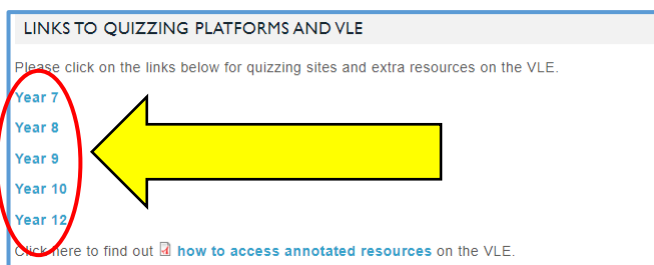 LINKS TO QUIZZING PLATFORMS AND VLE
Please click on the links below for quizzing sites and extra resources on the VLE.
Year 7
Year 8
Year 9
Year 10
Year 12
Click here to find out how to access annotated resources on the VLE.